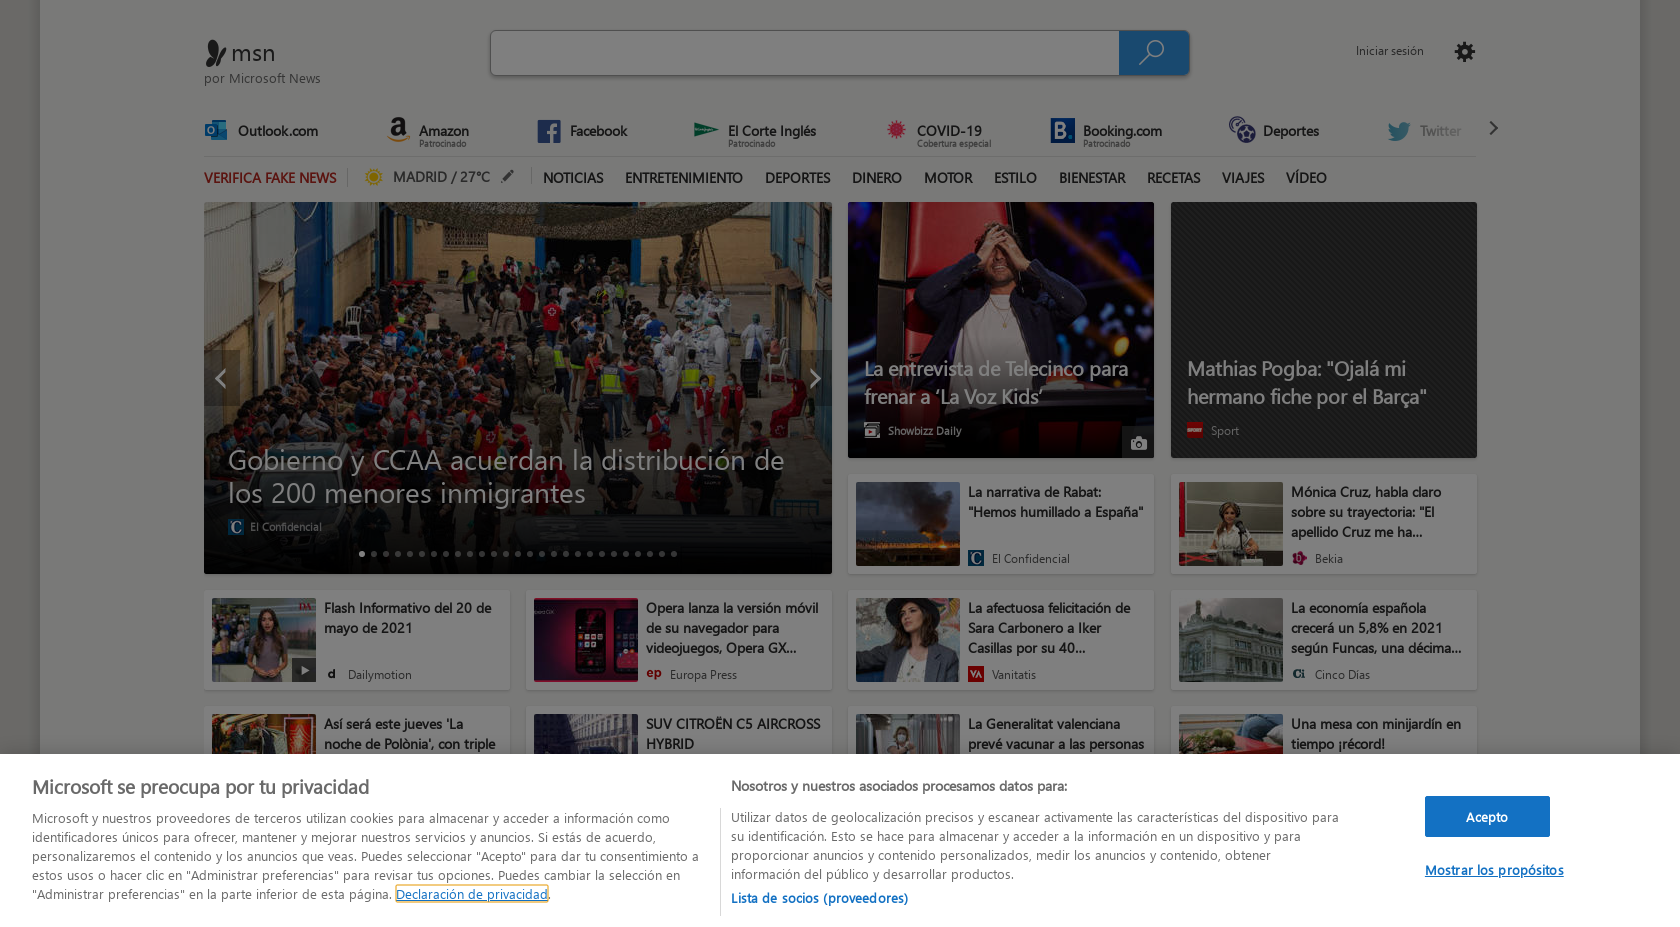 msn
por Microsoft News
Iniciar sesión
Outlook.com
Amazon
Patrocinado
Facebook
El Corte Inglés
Patrocinado
COVID-19
Cobertura especial
Booking.com
Patrocinado
Deportes
Twitter
VERIFICA FAKE NEWS
MADRID / 27°C
NOTICIAS
ENTRETENIMIENTO
DEPORTES
DINERO
MOTOR
ESTILO
BIENESTAR
RECETAS
VIAJES
VÍDEO
Gobierno y CCAA acuerdan la distribución de
los 200 menores inmigrantes
El Confidencial
La entrevista de Telecinco para
frenar a ‘La Voz Kids’
Showbizz Daily
Mathias Pogba: "Ojalá mi
hermano fiche por el Barça"
Sport
La narrativa de Rabat:
"Hemos humillado a España"
El Confidencial
Mónica Cruz, habla claro
sobre su trayectoria: "El
apellido Cruz me ha...
Bekia
Flash Informativo del 20 de
mayo de 2021
Dailymotion
Opera lanza la versión móvil
de su navegador para
videojuegos, Opera GX...
Europa Press
La afectuosa felicitación de
Sara Carbonero a Iker
Casillas por su 40...
Vanitatis
La economía española
crecerá un 5,8% en 2021
según Funcas, una décima...
Cinco Días
Así será este jueves 'La
noche de Polònia', con triple
SUV CITROËN C5 AIRCROSS
HYBRID
La Generalitat valenciana
prevé vacunar a las personas
Una mesa con minijardín en
tiempo ¡récord!
Microsoft se preocupa por tu privacidad
Microsoft y nuestros proveedores de terceros utilizan cookies para almacenar y acceder a información como
identificadores únicos para ofrecer, mantener y mejorar nuestros servicios y anuncios. Si estás de acuerdo,
personalizaremos el contenido y los anuncios que veas. Puedes seleccionar "Acepto" para dar tu consentimiento a
estos usos o hacer clic en "Administrar preferencias" para revisar tus opciones. Puedes cambiar la selección en
"Administrar preferencias" en la parte inferior de esta página. Declaración de privacidad.
Nosotros y nuestros asociados procesamos datos para:
Utilizar datos de geolocalización precisos y escanear activamente las características del dispositivo para
su identificación. Esto se hace para almacenar y acceder a la información en un dispositivo y para
proporcionar anuncios y contenido personalizados, medir los anuncios y contenido, obtener
información del público y desarrollar productos.
Lista de socios (proveedores)
Acepto
Mostrar los propósitos